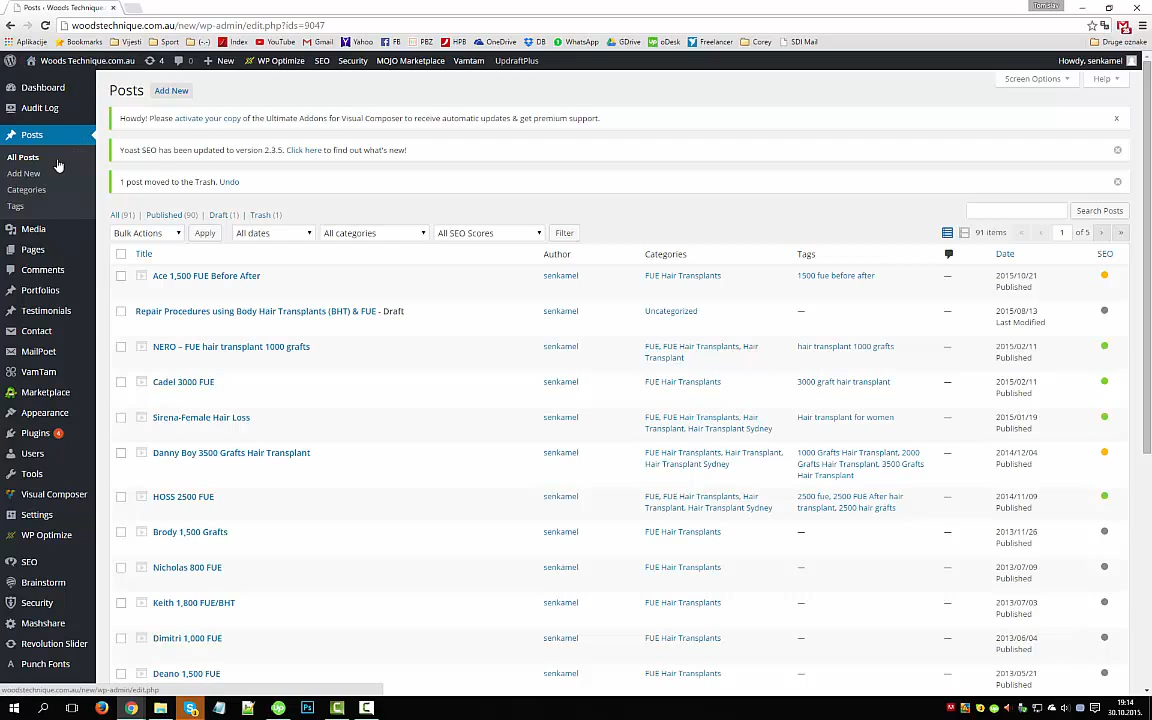 Posts ‹ Woods Technique
Tomislav
woodstechnique.com.au/new/wp-admin/edit.php?ids=9047
Aplikacije Bookmarks Vijesti Sport (-.-) Index YouTube Gmail Yahoo FB PBZ HPB OneDrive DB WhatsApp GDrive oDesk Freelancer Corey SDI Mail Druge oznake
Woods Technique.com.au 4 0 New WP Optimize SEO Security MOJO Marketplace Vamtam UpdraftPlus Howdy, senkamel
Dashboard
Audit Log
Posts
All Posts
Add New
Categories
Tags
Media
Pages
Comments
Portfolios
Testimonials
Contact
MailPoet
VamTam
Marketplace
Appearance
Plugins 4
Users
Tools
Visual Composer
Settings
WP Optimize
SEO
Brainstorm
Security
Mashshare
Revolution Slider
Punch Fonts
Screen Options Help
Posts Add New
Howdy! Please activate your copy of the Ultimate Addons for Visual Composer to receive automatic updates & get premium support. x
Yoast SEO has been updated to version 2.3.5. Click here to find out what's new!
1 post moved to the Trash. Undo
All (91) | Published (90) | Draft (1) | Trash (1)
Search Posts
Bulk Actions Apply All dates All categories All SEO Scores Filter 91 items « ‹ 1 of 5 › »
Title Author Categories Tags Date SEO
Ace 1,500 FUE Before After senkamel FUE Hair Transplants 1500 fue before after — 2015/10/21
Published
Repair Procedures using Body Hair Transplants (BHT) & FUE - Draft senkamel Uncategorized — — 2015/08/13
Last Modified
NERO – FUE hair transplant 1000 grafts senkamel FUE, FUE Hair Transplants, Hair hair transplant 1000 grafts — 2015/02/11
Transplant Published
Cadel 3000 FUE senkamel FUE Hair Transplants 3000 graft hair transplant — 2015/02/11
Published
Sirena-Female Hair Loss senkamel FUE, FUE Hair Transplants, Hair Hair transplant for women — 2015/01/19
Transplant, Hair Transplant Sydney Published
Danny Boy 3500 Grafts Hair Transplant senkamel FUE Hair Transplants, Hair Transplant, 1000 Grafts Hair Transplant, 2000 — 2014/12/04
Hair Transplant Sydney Grafts Hair Transplant, 3500 Grafts Published
Hair Transplant
HOSS 2500 FUE senkamel FUE, FUE Hair Transplants, Hair 2500 fue, 2500 FUE After hair — 2014/11/09
Transplant, Hair Transplant Sydney transplant, 2500 hair grafts Published
Brody 1,500 Grafts senkamel FUE Hair Transplants — — 2013/11/26
Published
Nicholas 800 FUE senkamel FUE Hair Transplants — — 2013/07/09
Published
Keith 1,800 FUE/BHT senkamel FUE Hair Transplants — — 2013/07/03
Published
Dimitri 1,000 FUE senkamel FUE Hair Transplants — — 2013/06/04
Published
Deano 1,500 FUE senkamel FUE Hair Transplants — — 2013/05/21
Published
woodstechnique.com.au/new/wp-admin/edit.php
19:14
30.10.2015.